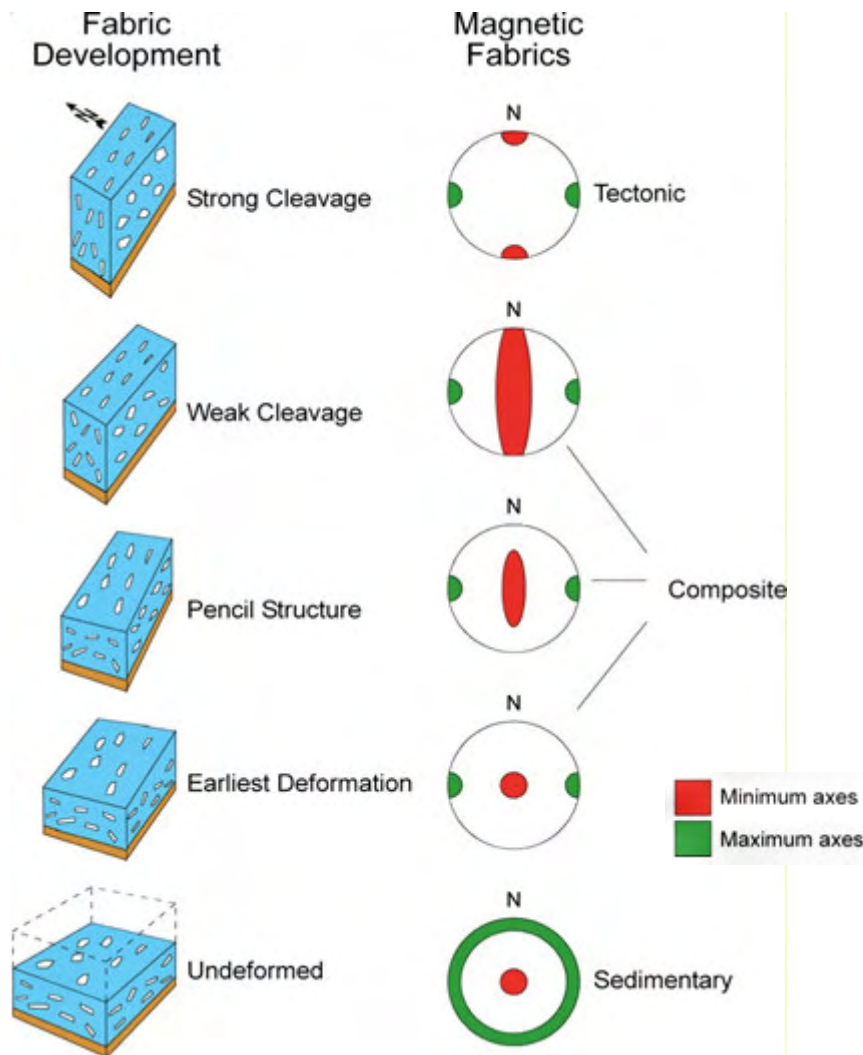 Fabric
Development
Magnetic
Fabrics
N
N
Strong Cleavage
Tectonic
N
Weak Cleavage
N
Pencil Structure
Composite
N
Earliest Deformation
Minimum axes
Maximum axes
N
Undeformed
Sedimentary